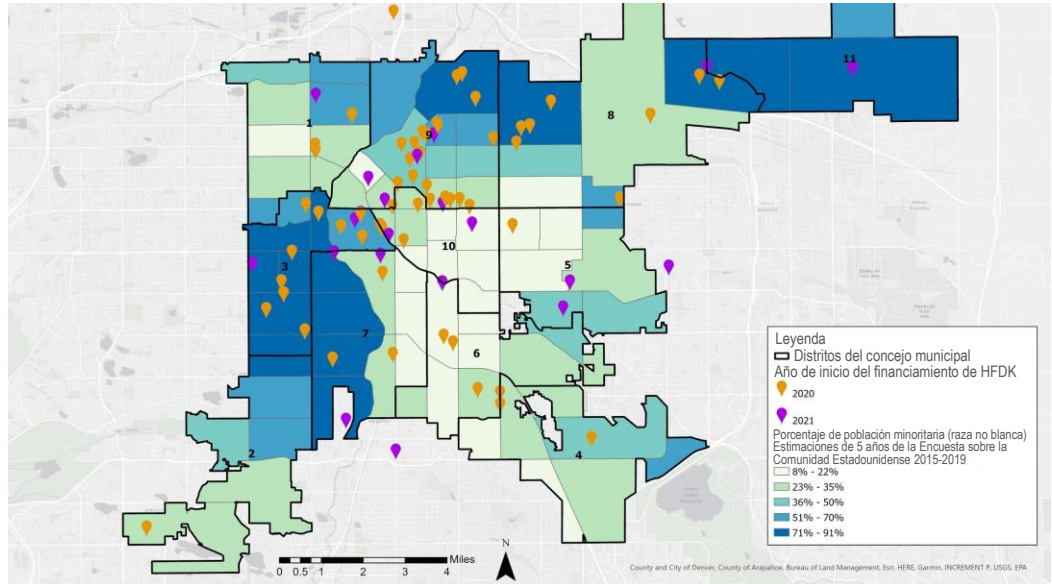 11
8
1
9
10
3
5
7
6
2
4
Leyenda
Distritos del concejo municipal
Año de inicio del financiamiento de HFDK
2020
2021
Porcentaje de población minoritaria (raza no blanca)
Estimaciones de 5 años de la Encuesta sobre la
Comunidad Estadounidense 2015-2019
8% - 22%
23% - 35%
36% - 50%
51% - 70%
71% - 91%
Miles
0 0.5 1 2 3 4
N
County and City of Denver, County of Arapahoe, Bureau of Land Management, Esri, HERE, Garmin, INCREMENT P, USGS, EPA